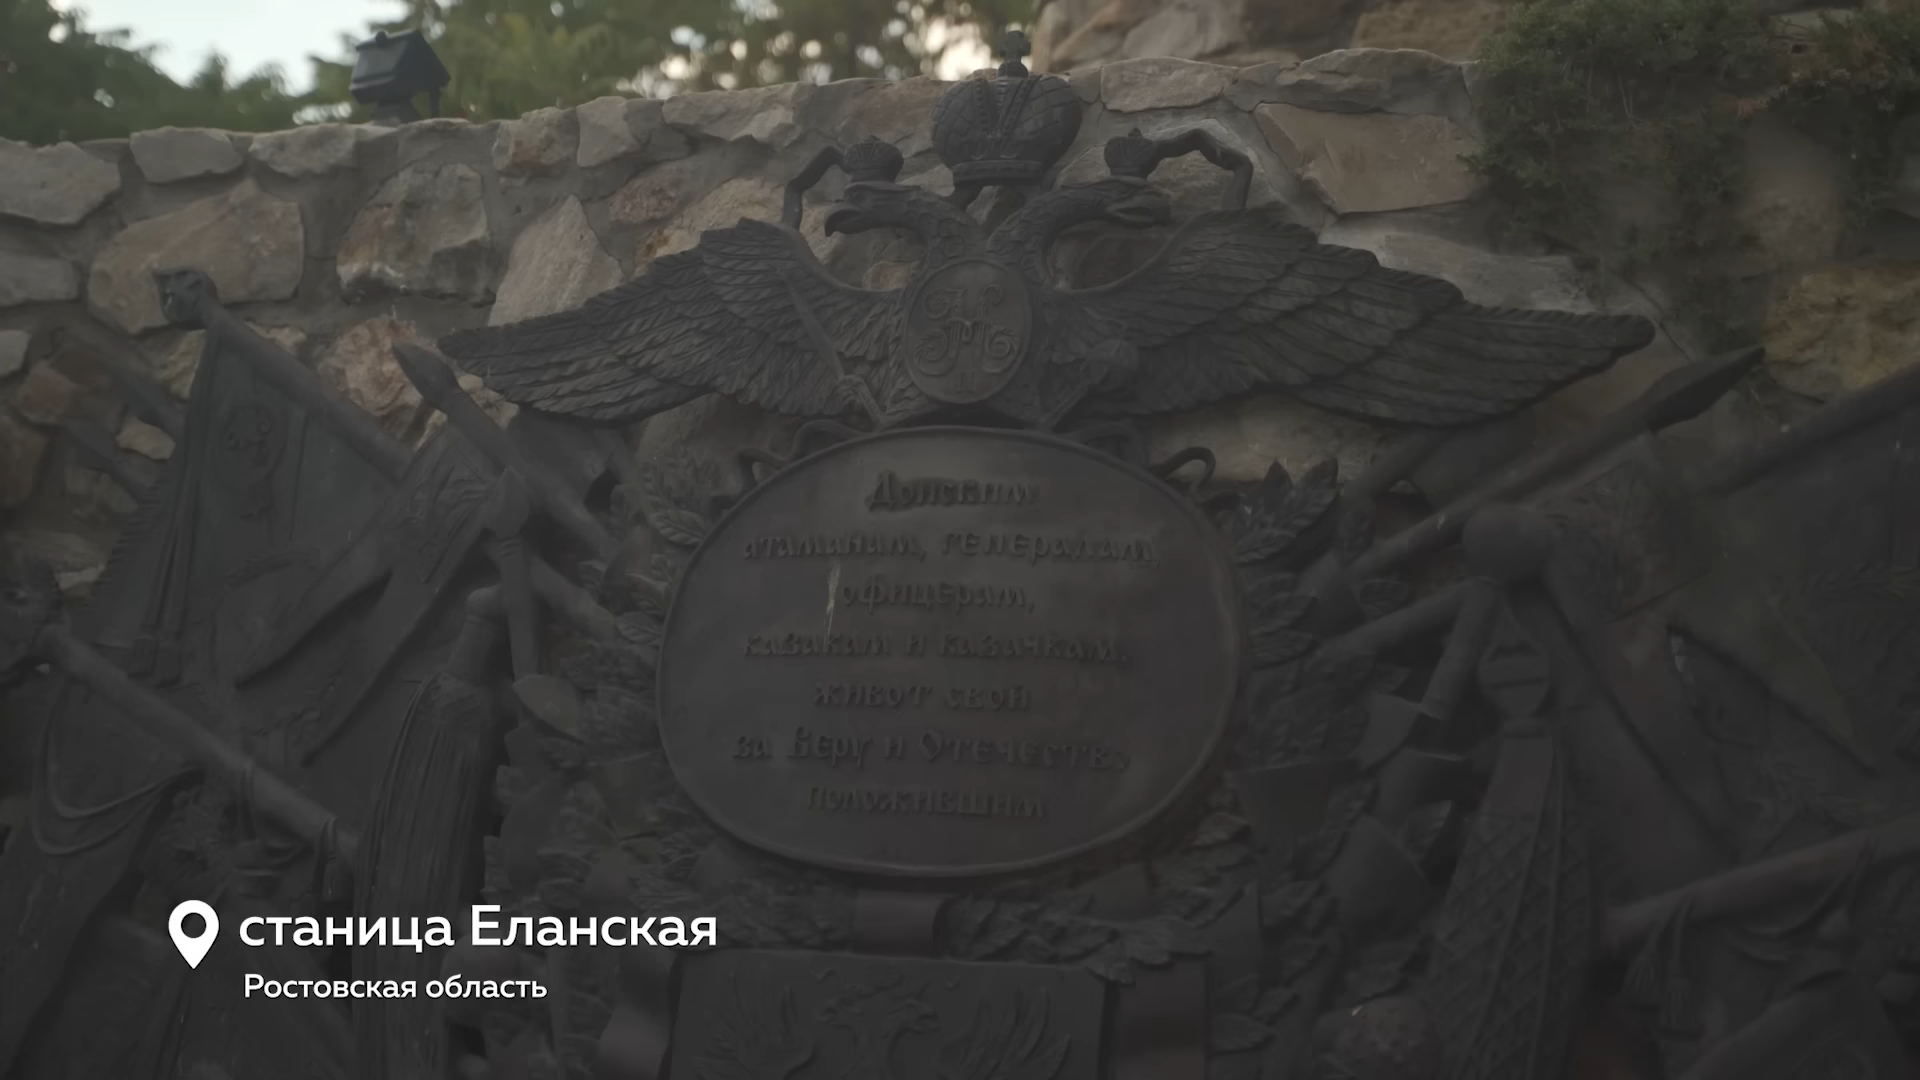 Донским
атаманам, генералам,
офицерам,
казакам и казачкам,
живот свой
за Веру и Отечество
положившим
станица Еланская
Ростовская область